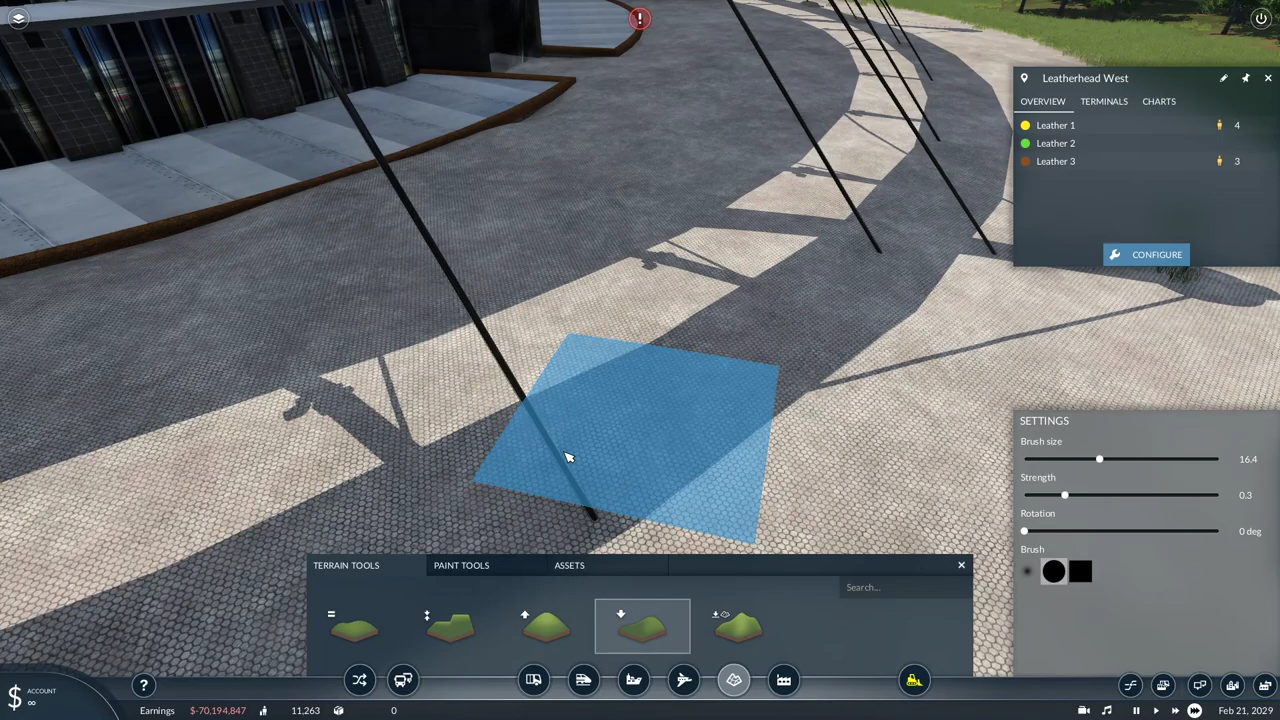 !
Leatherhead West
OVERVIEW TERMINALS CHARTS
Leather 1 4
Leather 2
Leather 3 3
CONFIGURE
SETTINGS
Brush size
16.4
Strength
0.3
Rotation
0 deg
Brush
TERRAIN TOOLS PAINT TOOLS ASSETS
Search...
$ ACCOUNT ∞
?
Earnings $-70,194,847 11,263 0 Feb 21, 2029